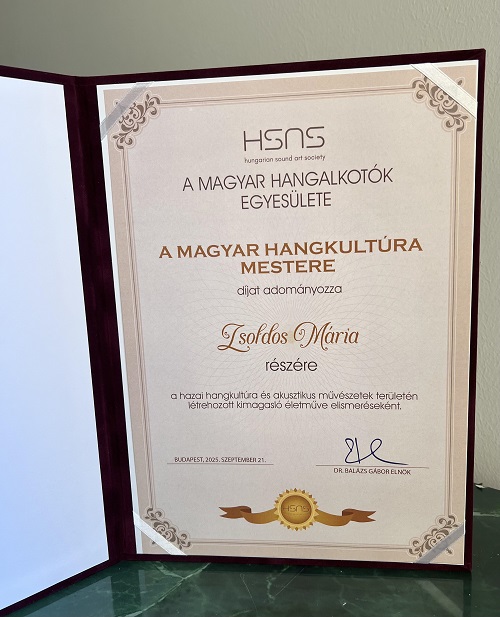 HSNS
hungarian sound art society
A MAGYAR HANGALKOTÓK
EGYESÜLETE
A MAGYAR HANGKULTÚRA
MESTERE
díjat adományozza
Zsoldos Mária
részére
a hazai hangkultúra és akusztikus művészetek területén
létrehozott kimagasló életműve elismeréseként.
BUDAPEST, 2025. SZEPTEMBER 21.
DR. BALÁZS GÁBOR ELNÖK
HSNS